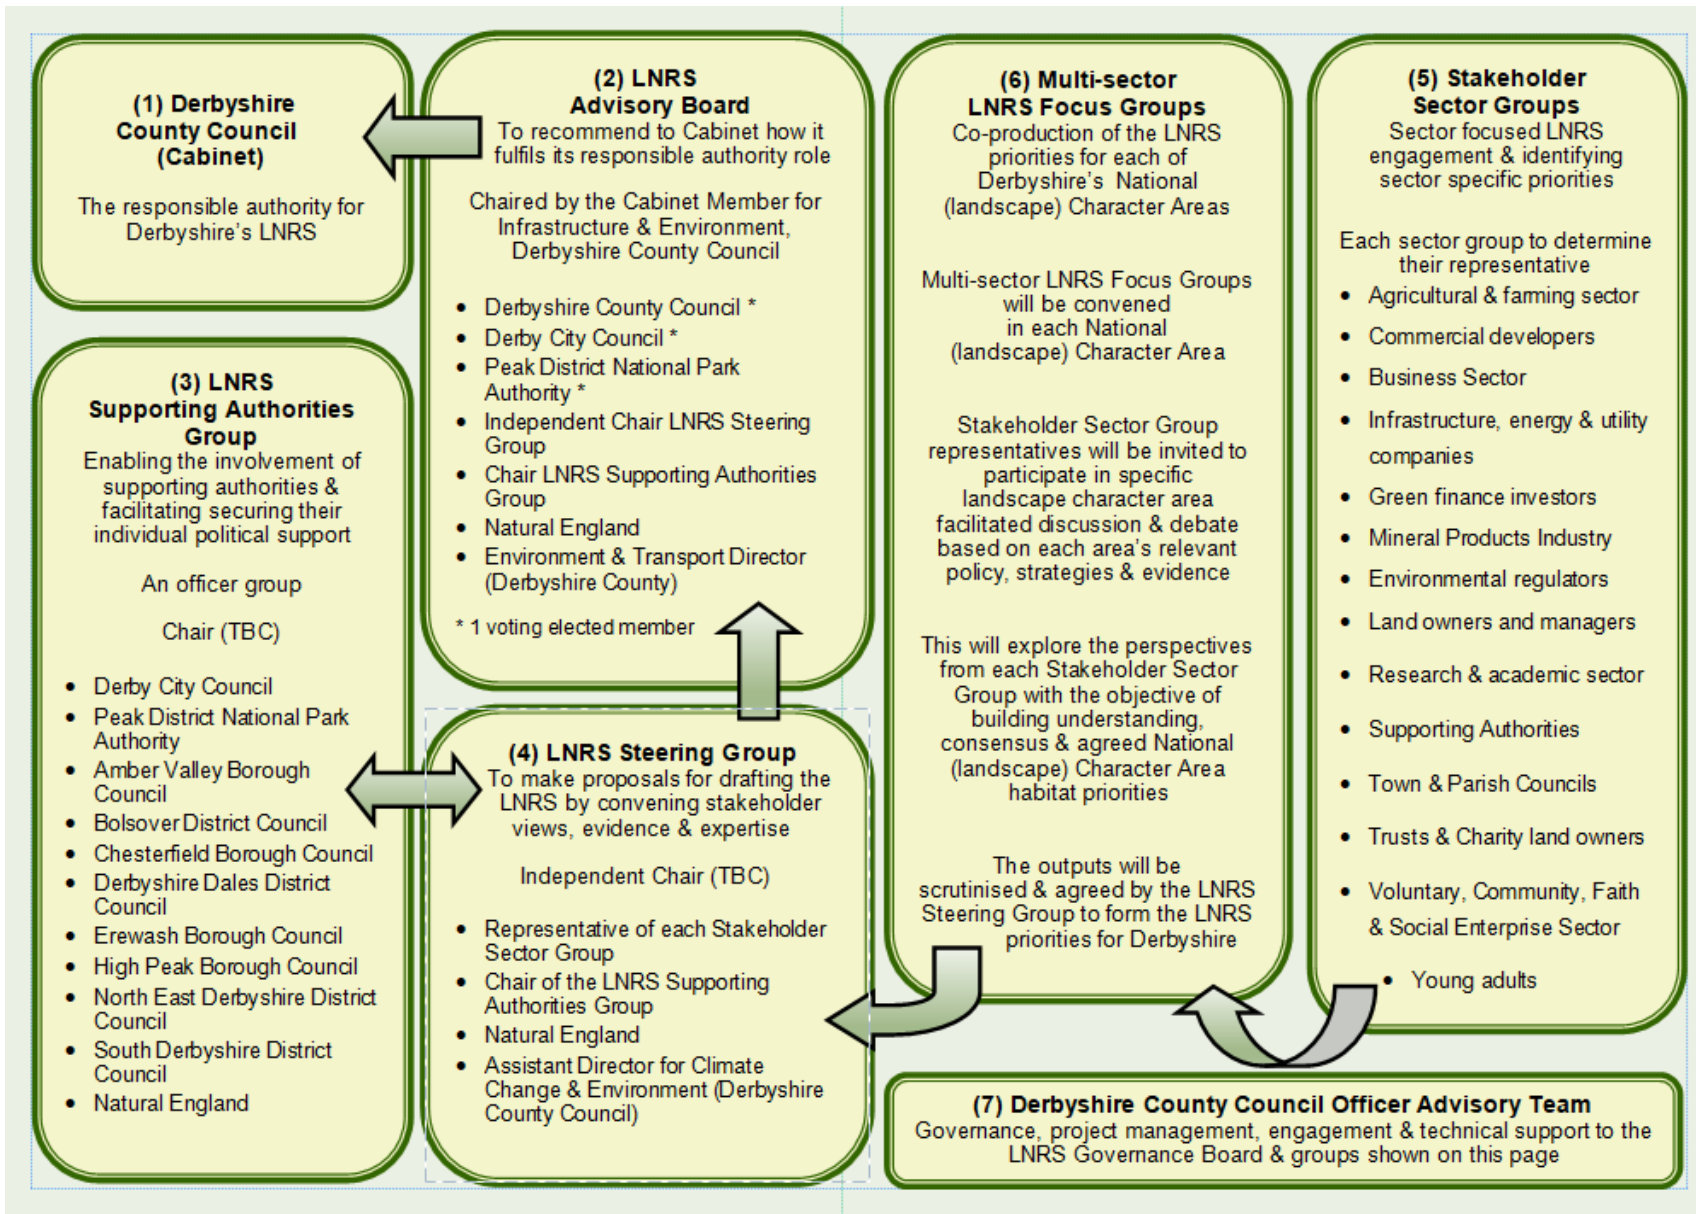 (1) Derbyshire
County Council
(Cabinet)
The responsible authority for
Derbyshire's LNRS
(2) LNRS
Advisory Board
To recommend to Cabinet how it
fulfils its responsible authority role
Chaired by the Cabinet Member for
Infrastructure & Environment,
Derbyshire County Council
• Derbyshire County Council *
• Derby City Council *
• Peak District National Park
Authority *
• Independent Chair LNRS Steering
Group
• Chair LNRS Supporting Authorities
Group
• Natural England
• Environment & Transport Director
(Derbyshire County)
* 1 voting elected member
(3) LNRS
Supporting Authorities
Group
Enabling the involvement of
supporting authorities &
facilitating securing their
individual political support
An officer group
Chair (TBC)
• Derby City Council
• Peak District National Park
Authority
• Amber Valley Borough
Council
• Bolsover District Council
• Chesterfield Borough Council
• Derbyshire Dales District
Council
• Erewash Borough Council
• High Peak Borough Council
• North East Derbyshire District
Council
• South Derbyshire District
Council
• Natural England
(4) LNRS Steering Group
To make proposals for drafting the
LNRS by convening stakeholder
views, evidence & expertise
Independent Chair (TBC)
• Representative of each Stakeholder
Sector Group
• Chair of the LNRS Supporting
Authorities Group
• Natural England
• Assistant Director for Climate
Change & Environment (Derbyshire
County Council)
(6) Multi-sector
LNRS Focus Groups
Co-production of the LNRS
priorities for each of
Derbyshire's National
(landscape) Character Areas
Multi-sector LNRS Focus Groups
will be convened
in each National
(landscape) Character Area
Stakeholder Sector Group
representatives will be invited to
participate in specific
landscape character area
facilitated discussion & debate
based on each area's relevant
policy, strategies & evidence
This will explore the perspectives
from each Stakeholder Sector
Group with the objective of
building understanding,
consensus & agreed National
(landscape) Character Area
habitat priorities
The outputs will be
scrutinised & agreed by the LNRS
Steering Group to form the LNRS
priorities for Derbyshire
(5) Stakeholder
Sector Groups
Sector focused LNRS
engagement & identifying
sector specific priorities
Each sector group to determine
their representative
• Agricultural & farming sector
• Commercial developers
• Business Sector
• Infrastructure, energy & utility
companies
• Green finance investors
• Mineral Products Industry
• Environmental regulators
• Land owners and managers
• Research & academic sector
• Supporting Authorities
• Town & Parish Councils
• Trusts & Charity land owners
• Voluntary, Community, Faith
& Social Enterprise Sector
• Young adults
(7) Derbyshire County Council Officer Advisory Team
Governance, project management, engagement & technical support to the
LNRS Governance Board & groups shown on this page